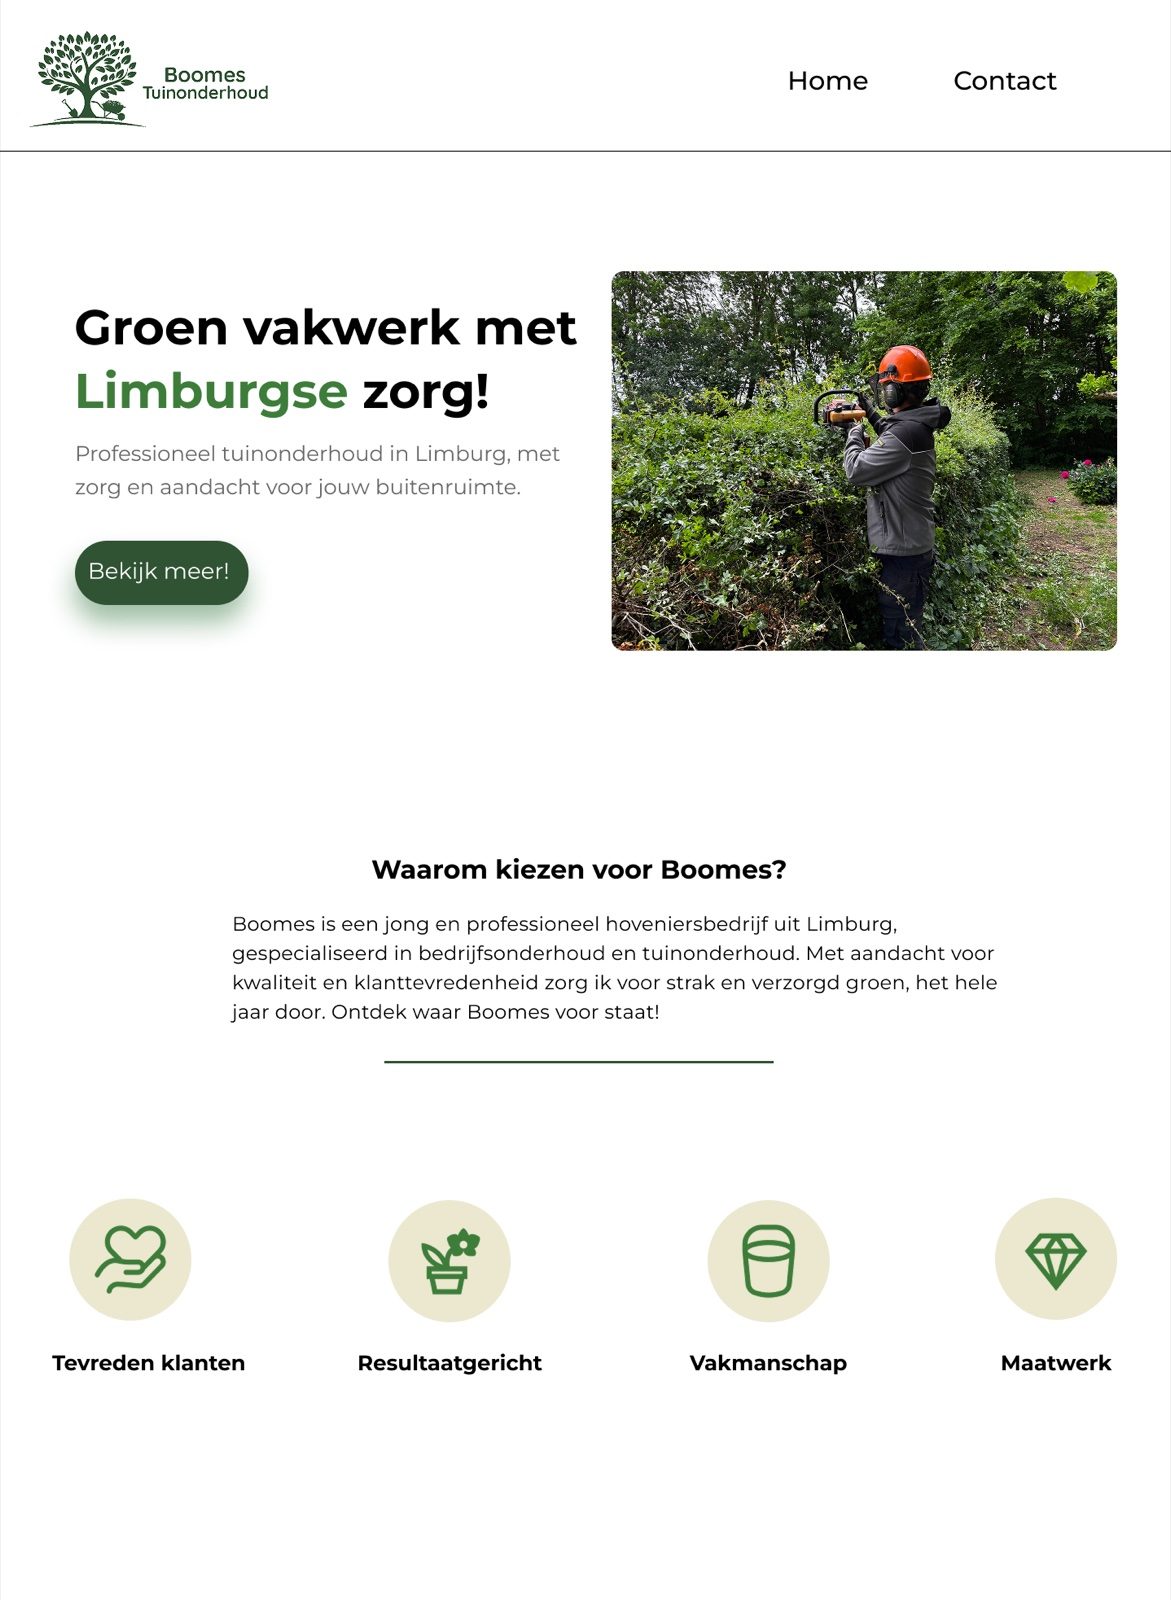 Boomes
Tuinonderhoud
Home
Contact
Groen vakwerk met
Limburgse zorg!
Professioneel tuinonderhoud in Limburg, met
zorg en aandacht voor jouw buitenruimte.
Bekijk meer!
Waarom kiezen voor Boomes?
Boomes is een jong en professioneel hoveniersbedrijf uit Limburg,
gespecialiseerd in bedrijfsonderhoud en tuinonderhoud. Met aandacht voor
kwaliteit en klanttevredenheid zorg ik voor strak en verzorgd groen, het hele
jaar door. Ontdek waar Boomes voor staat!
Tevreden klanten
Resultaatgericht
Vakmanschap
Maatwerk